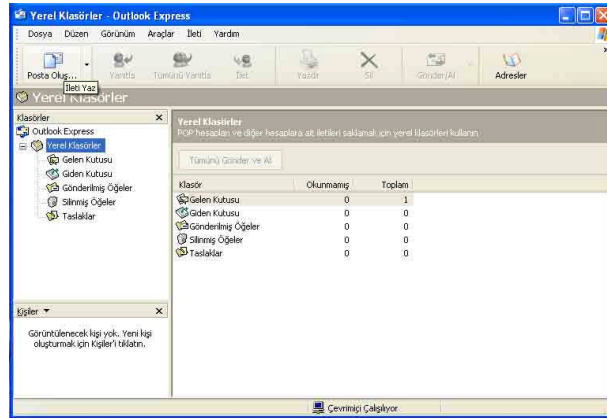 Yerel Klasörler - Outlook Express
Dosya Düzen Görünüm Araçlar İleti Yardım
Posta Oluş... Yanıtla Tümünü Yanıtla İlet Yazdır Sil Gönder/Al Adresler
İleti Yaz
Yerel Klasörler
Klasörler
Outlook Express
Yerel Klasörler
Gelen Kutusu
Giden Kutusu
Gönderilmiş Öğeler
Silinmiş Öğeler
Taslaklar
Yerel Klasörler
POP hesapları ve diğer hesaplara ait iletileri saklamak için yerel klasörleri kullanın
Tümünü Gönder ve Al
Klasör Okunmamış Toplam
Gelen Kutusu 0 1
Giden Kutusu 0 0
Gönderilmiş Öğeler 0 0
Silinmiş Öğeler 0 0
Taslaklar 0 0
Kişiler
Görüntülenecek kişi yok. Yeni kişi
oluşturmak için Kişiler'i tıklatın.
Çevrimiçi Çalışılıyor